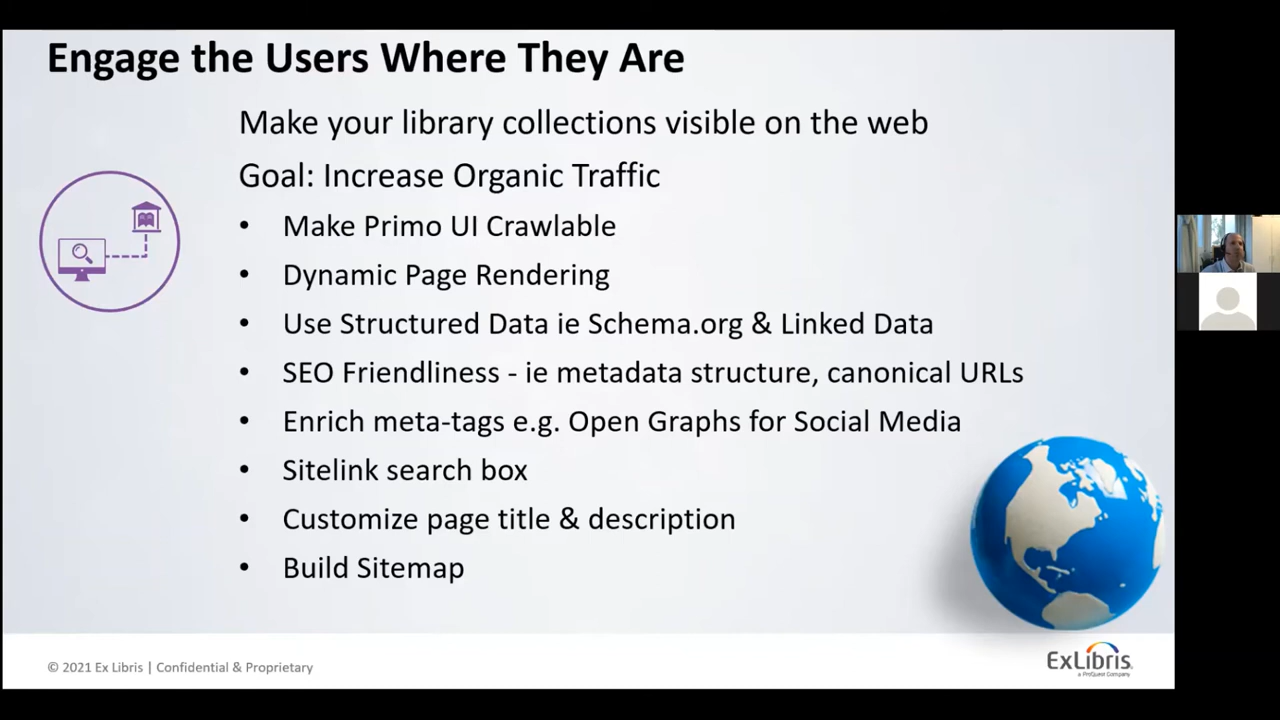 Engage the Users Where They Are
Make your library collections visible on the web
Goal: Increase Organic Traffic
• Make Primo UI Crawlable
• Dynamic Page Rendering
• Use Structured Data ie Schema.org & Linked Data
• SEO Friendliness - ie metadata structure, canonical URLs
• Enrich meta-tags e.g. Open Graphs for Social Media
• Sitelink search box
• Customize page title & description
• Build Sitemap
© 2021 Ex Libris | Confidential & Proprietary
ExLibris
a ProQuest Company